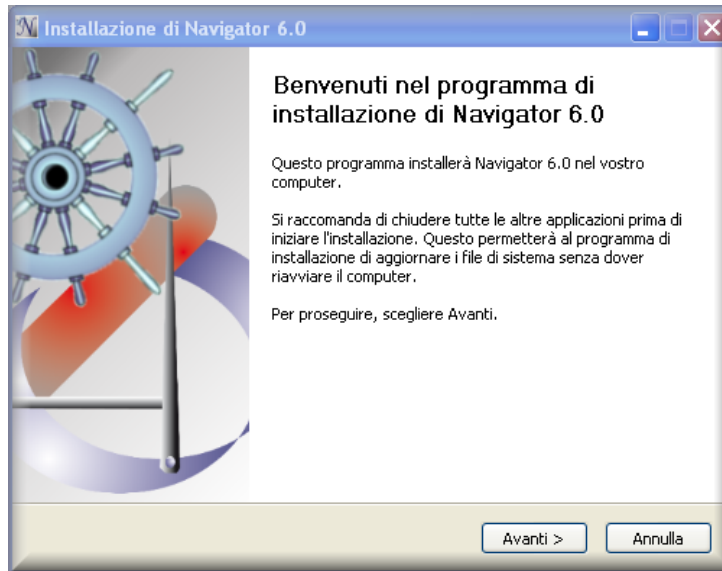 Installazione di Navigator 6.0
Benvenuti nel programma di
installazione di Navigator 6.0
Questo programma installerà Navigator 6.0 nel vostro
computer.
Si raccomanda di chiudere tutte le altre applicazioni prima di
iniziare l'installazione. Questo permetterà al programma di
installazione di aggiornare i file di sistema senza dover
riavviare il computer.
Per proseguire, scegliere Avanti.
Avanti >
Annulla